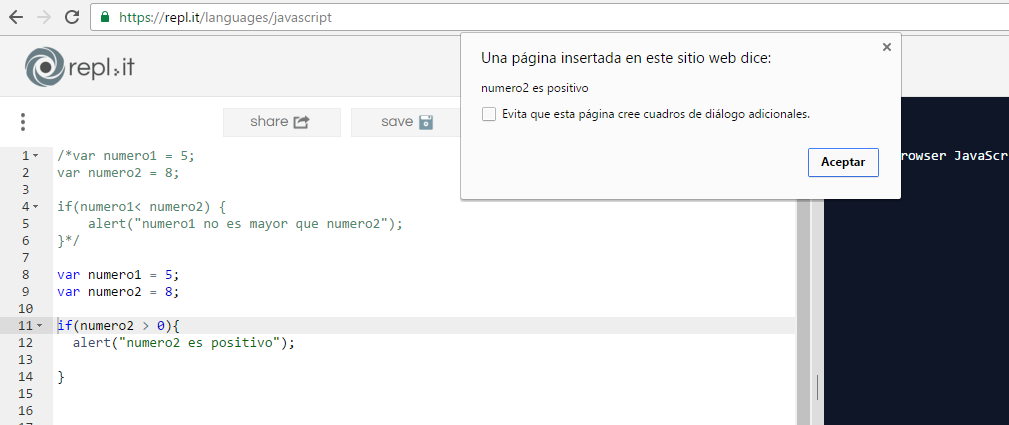 https://repl.it/languages/javascript
repl.it
Una página insertada en este sitio web dice:
numero2 es positivo
Evita que esta página cree cuadros de diálogo adicionales.
Aceptar
share
save
rowser JavaScr
1 /*var numero1 = 5;
2 var numero2 = 8;
3
4 if(numero1< numero2) {
5     alert("numero1 no es mayor que numero2");
6 }*/
7
8 var numero1 = 5;
9 var numero2 = 8;
10
11 if(numero2 > 0){
12   alert("numero2 es positivo");
13
14 }
15
16
17